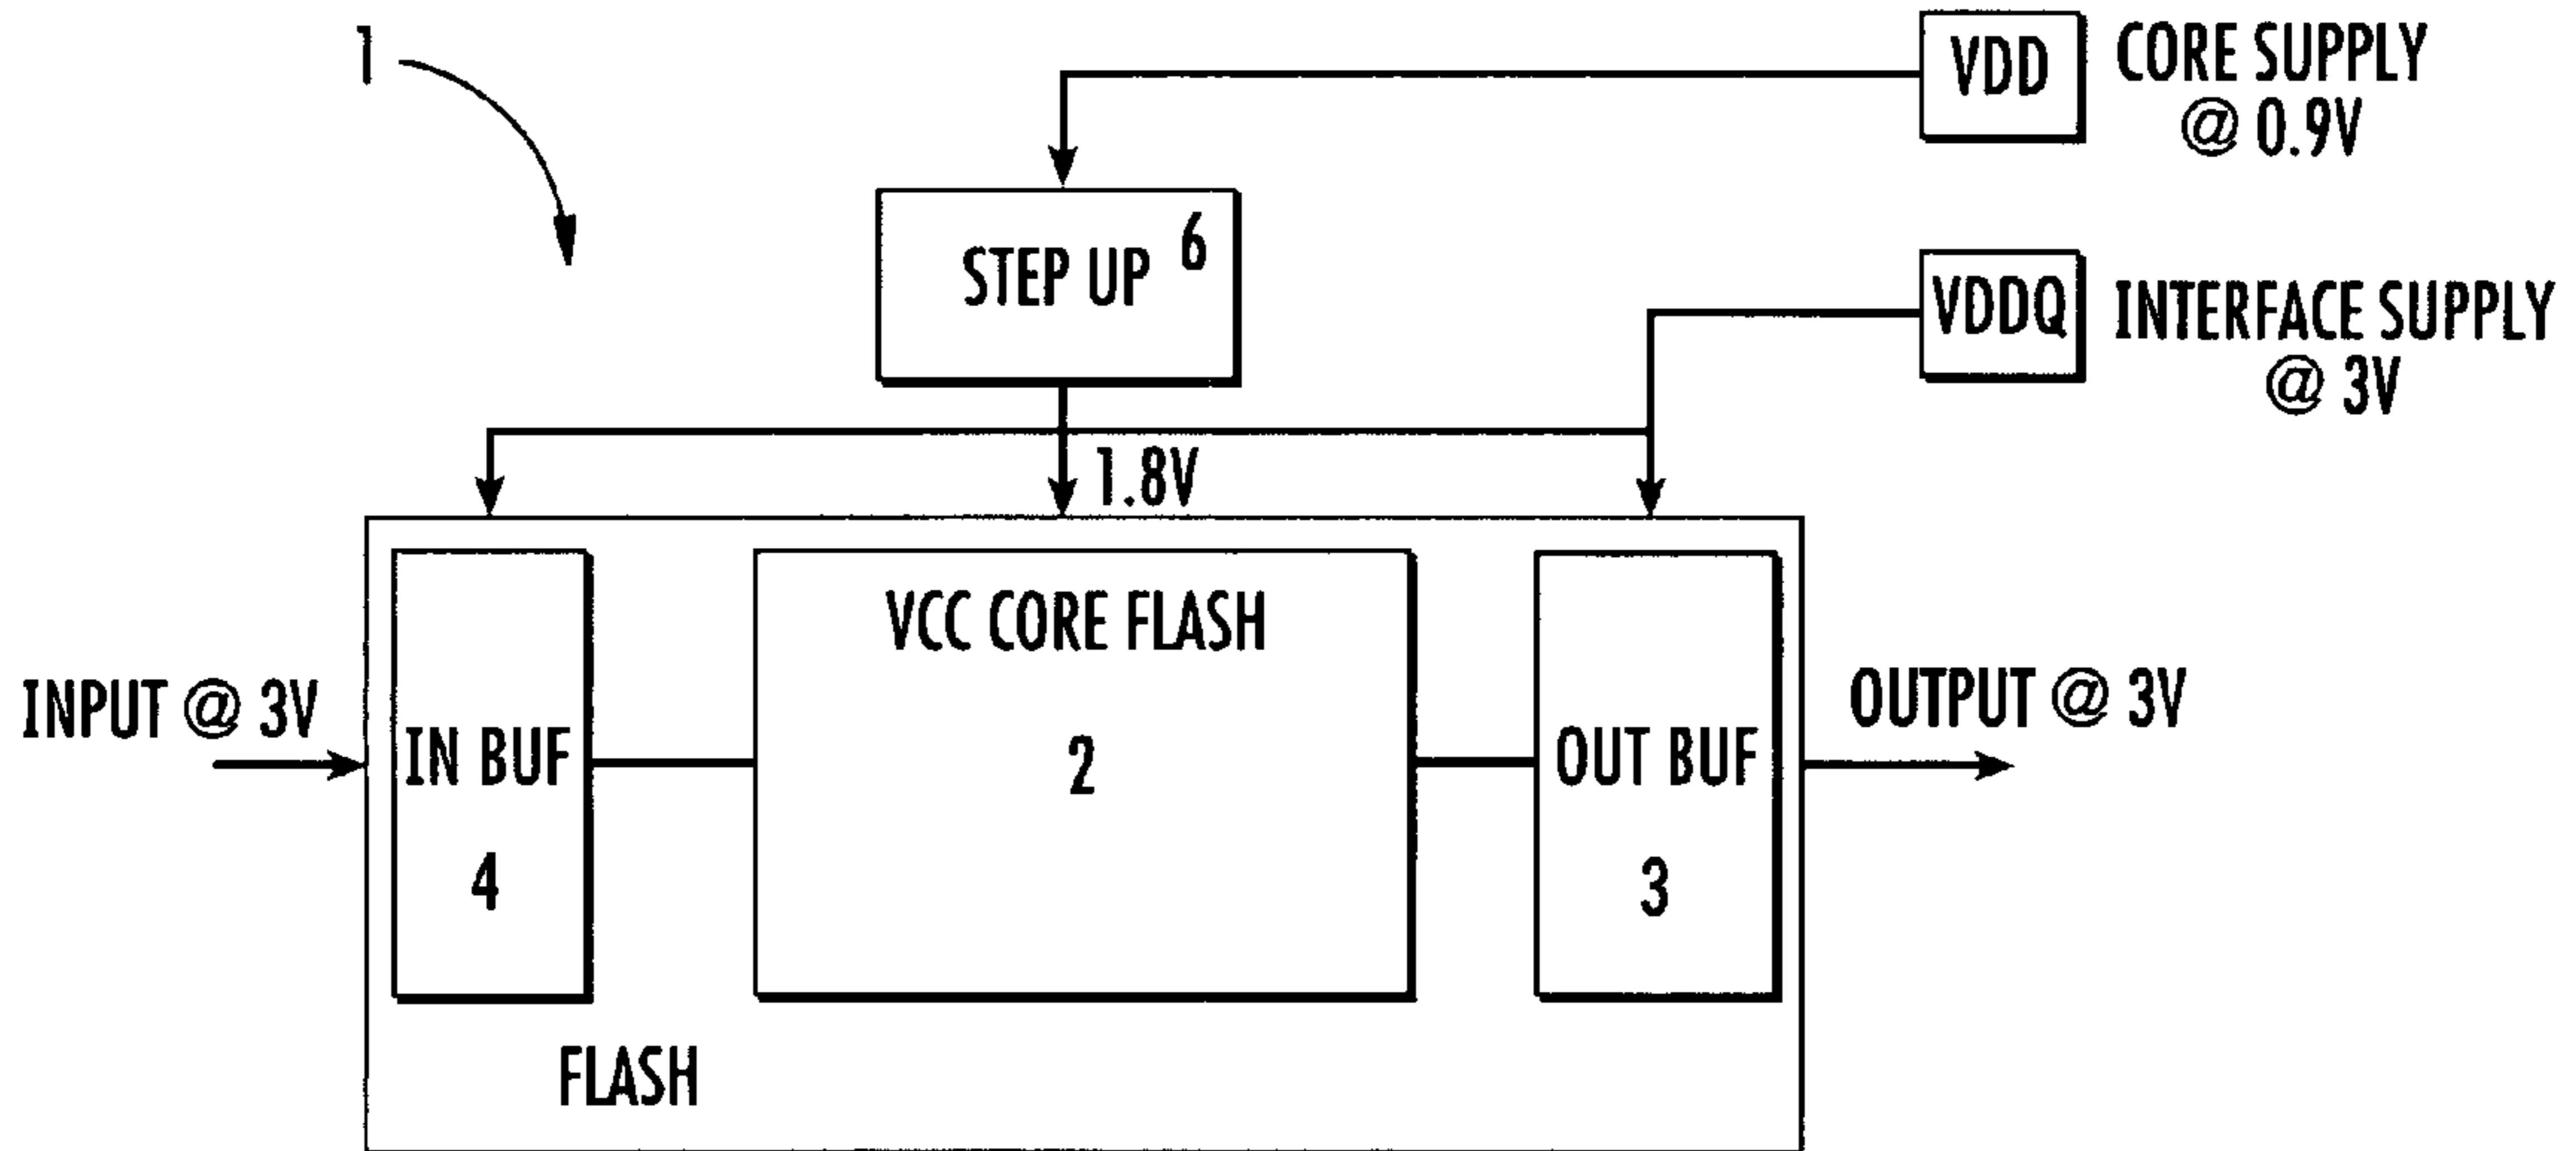 1
VDD
CORE SUPPLY
@ 0.9V
STEP UP 6
VDDQ
INTERFACE SUPPLY
@ 3V
1.8V
VCC CORE FLASH
2
INPUT @ 3V
IN BUF
4
OUT BUF
3
OUTPUT @ 3V
FLASH